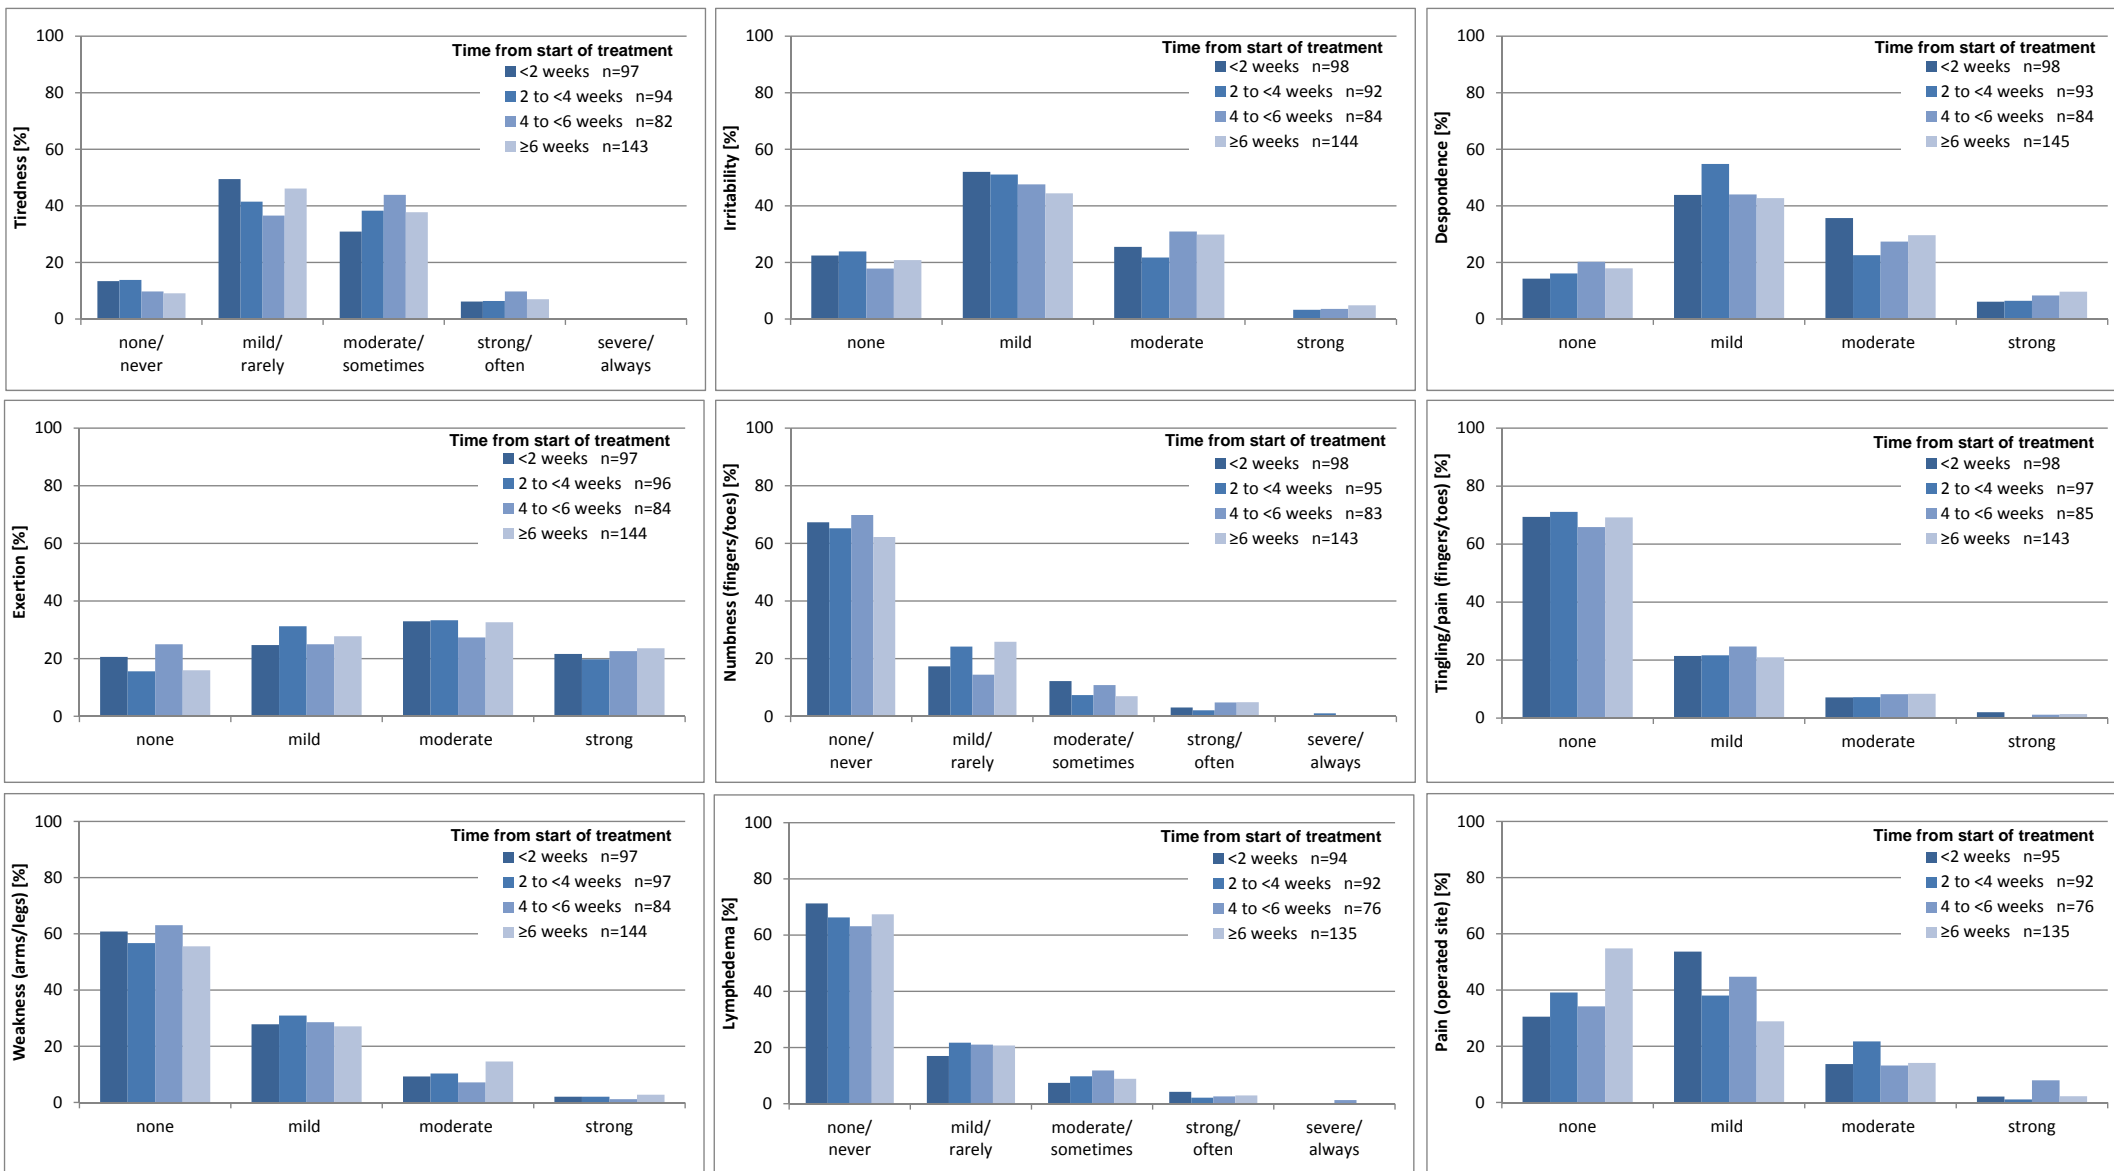 Tiredness [%]
100
80
60
40
20
0
Time from start of treatment
<2 weeks n=97
2 to <4 weeks n=94
4 to <6 weeks n=82
≥6 weeks n=143
none/ mild/ moderate/ strong/ severe/
never rarely sometimes often always
Irritability [%]
100
80
60
40
20
0
Time from start of treatment
<2 weeks n=98
2 to <4 weeks n=92
4 to <6 weeks n=84
≥6 weeks n=144
none mild moderate strong
Despondence [%]
100
80
60
40
20
0
Time from start of treatment
<2 weeks n=98
2 to <4 weeks n=93
4 to <6 weeks n=84
≥6 weeks n=145
none mild moderate strong
Exertion [%]
100
80
60
40
20
0
Time from start of treatment
<2 weeks n=97
2 to <4 weeks n=96
4 to <6 weeks n=84
≥6 weeks n=144
none mild moderate strong
Numbness (fingers/toes) [%]
100
80
60
40
20
0
Time from start of treatment
<2 weeks n=98
2 to <4 weeks n=95
4 to <6 weeks n=83
≥6 weeks n=143
none/ mild/ moderate/ strong/ severe/
never rarely sometimes often always
Tingling/pain (fingers/toes) [%]
100
80
60
40
20
0
Time from start of treatment
<2 weeks n=98
2 to <4 weeks n=97
4 to <6 weeks n=85
≥6 weeks n=143
none mild moderate strong
Weakness (arms/legs) [%]
100
80
60
40
20
0
Time from start of treatment
<2 weeks n=97
2 to <4 weeks n=97
4 to <6 weeks n=84
≥6 weeks n=144
none mild moderate strong
Lymphedema [%]
100
80
60
40
20
0
Time from start of treatment
<2 weeks n=94
2 to <4 weeks n=92
4 to <6 weeks n=76
≥6 weeks n=135
none/ mild/ moderate/ strong/ severe/
never rarely sometimes often always
Pain (operated site) [%]
100
80
60
40
20
0
Time from start of treatment
<2 weeks n=95
2 to <4 weeks n=92
4 to <6 weeks n=76
≥6 weeks n=135
none mild moderate strong